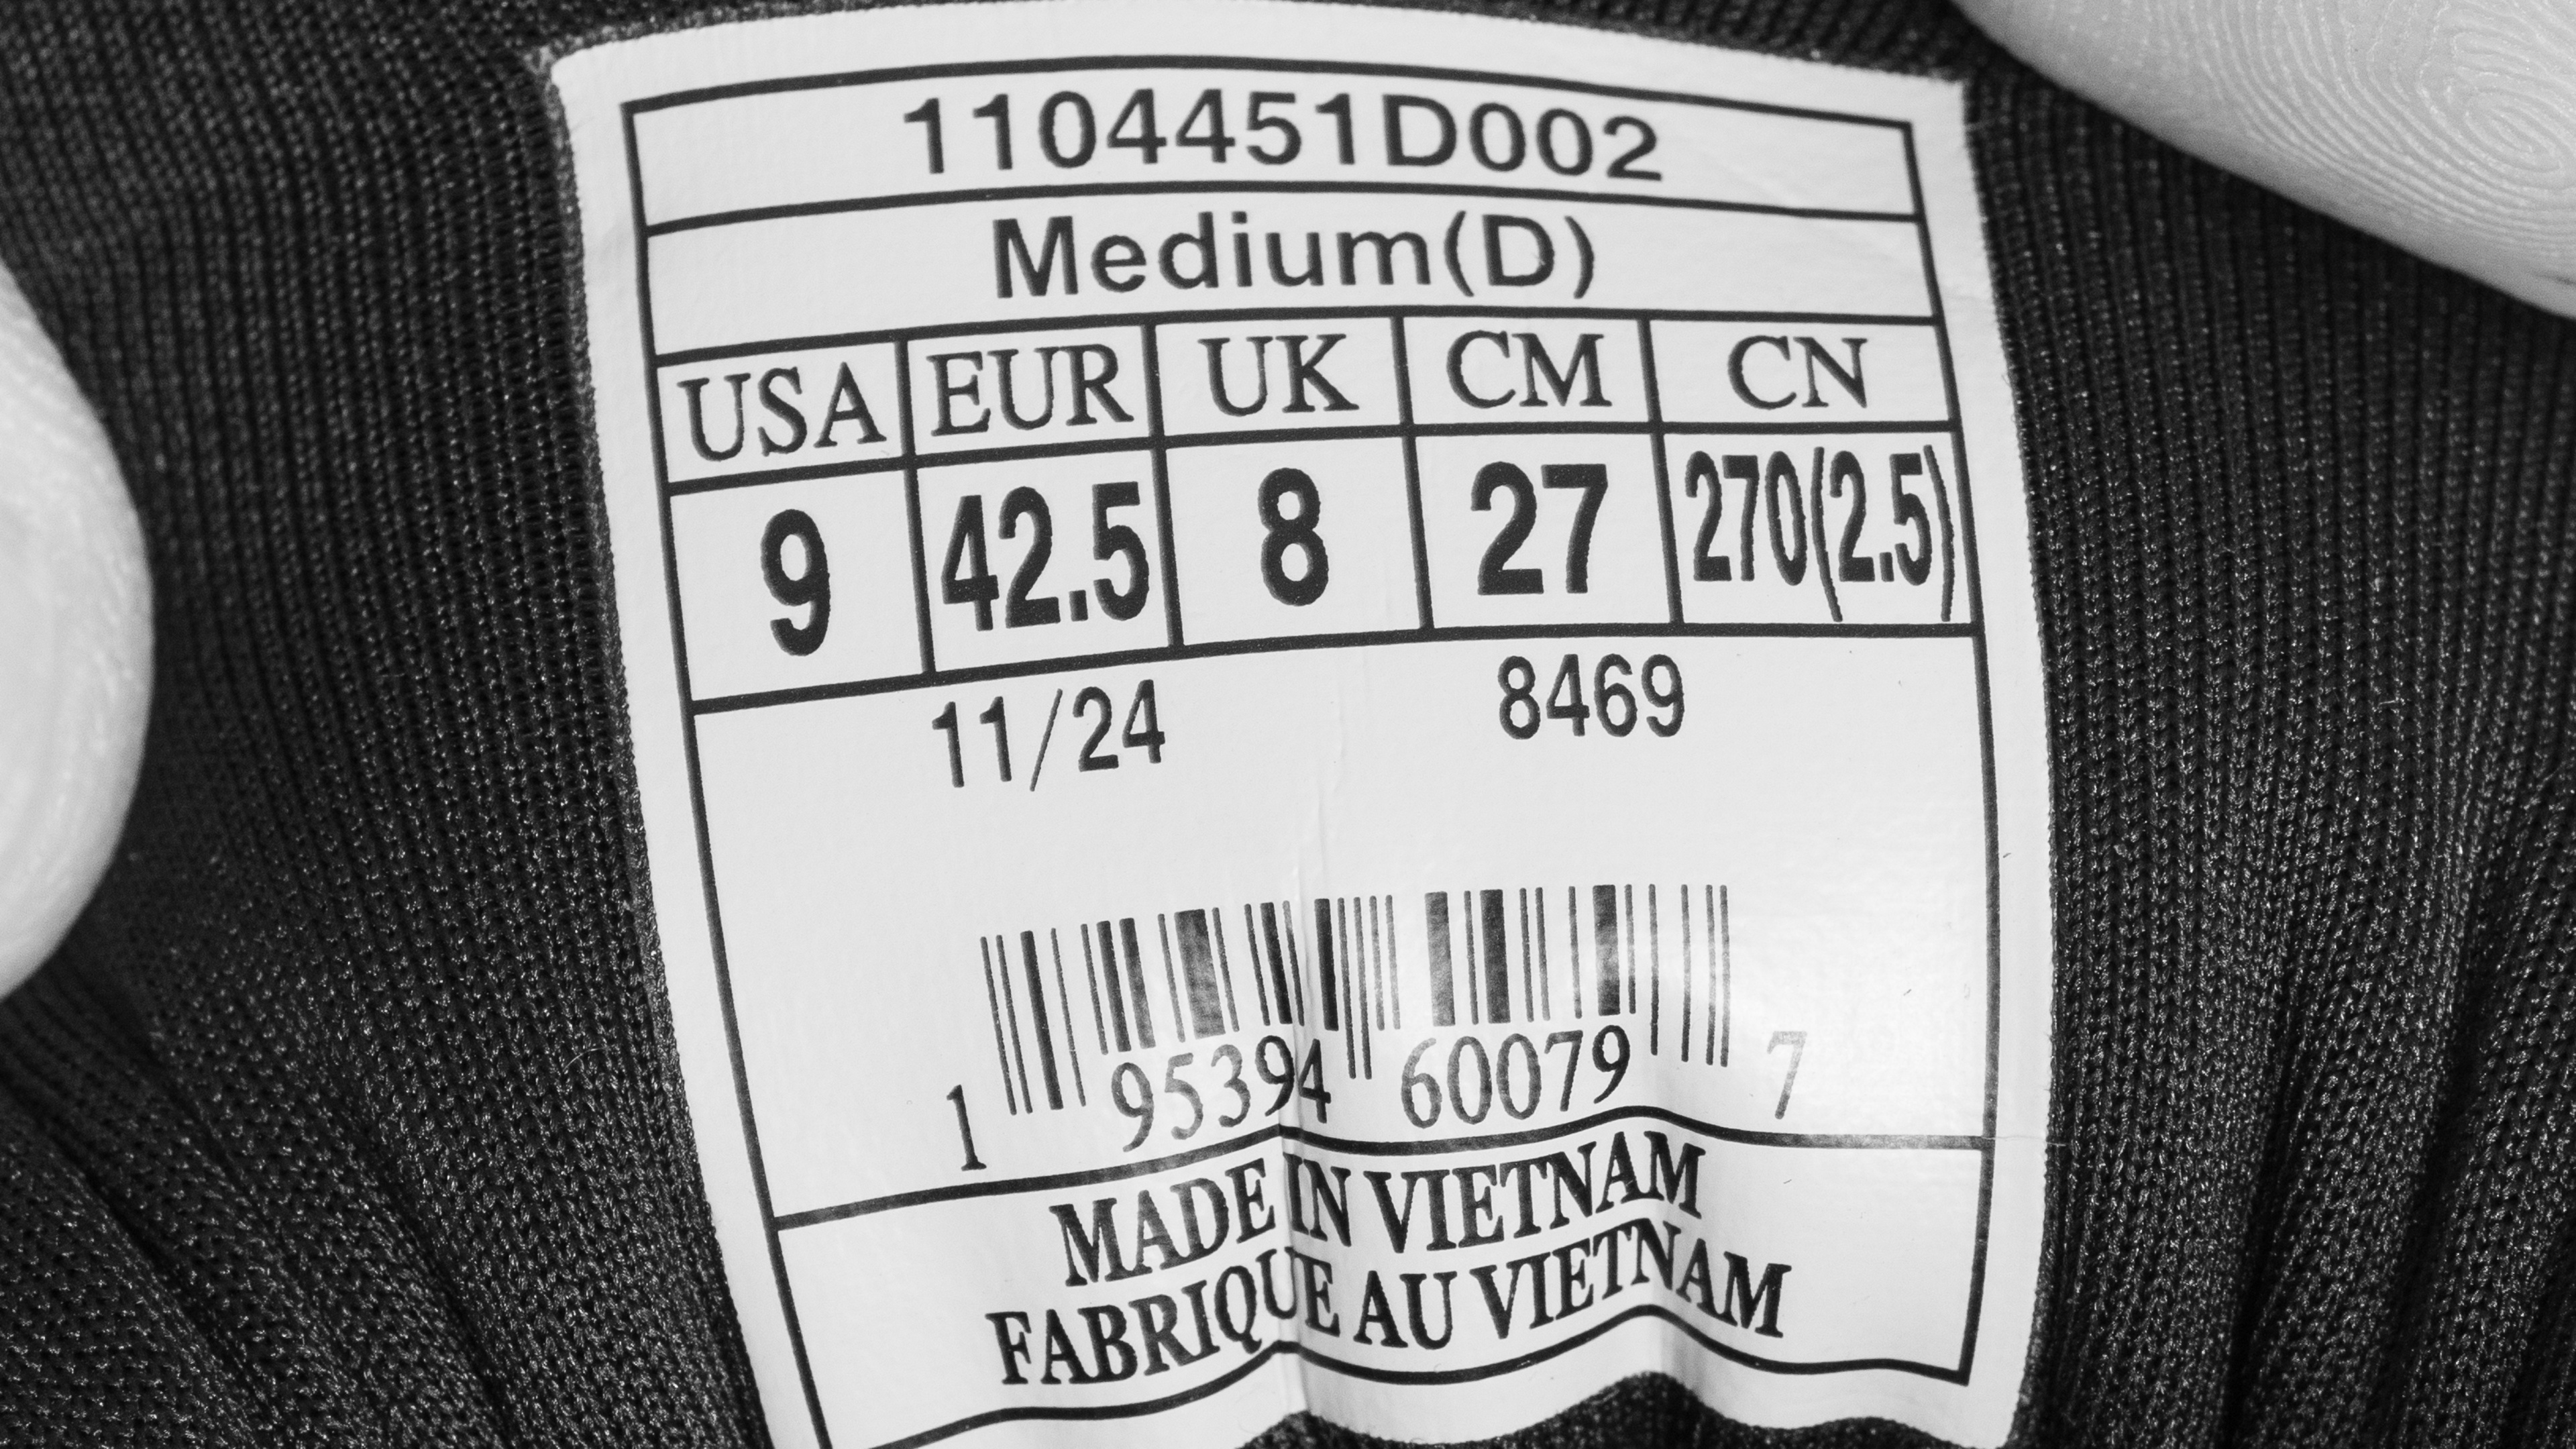 1104451D002
Medium(D)
USA EUR UK CM CN
9 42.5 8 27 270(2.5)
11/24 8469
1 95394 60079 7
MADE IN VIETNAM
FABRIQUE AU VIETNAM